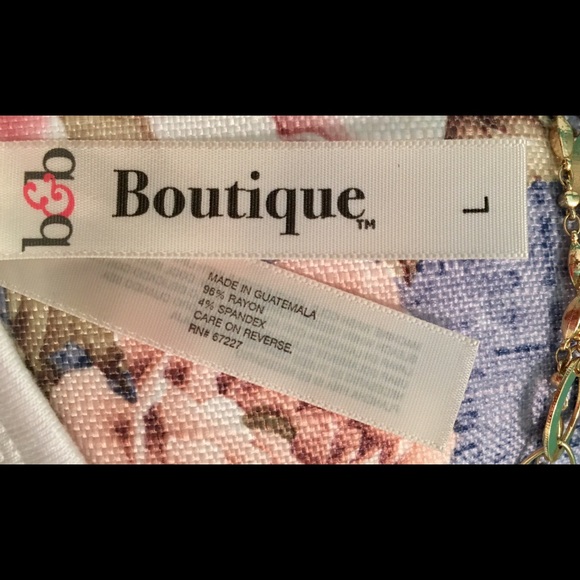 b&b
Boutique™ L
MADE IN GUATEMALA
96% RAYON
4% SPANDEX
CARE ON REVERSE.
RN# 67227